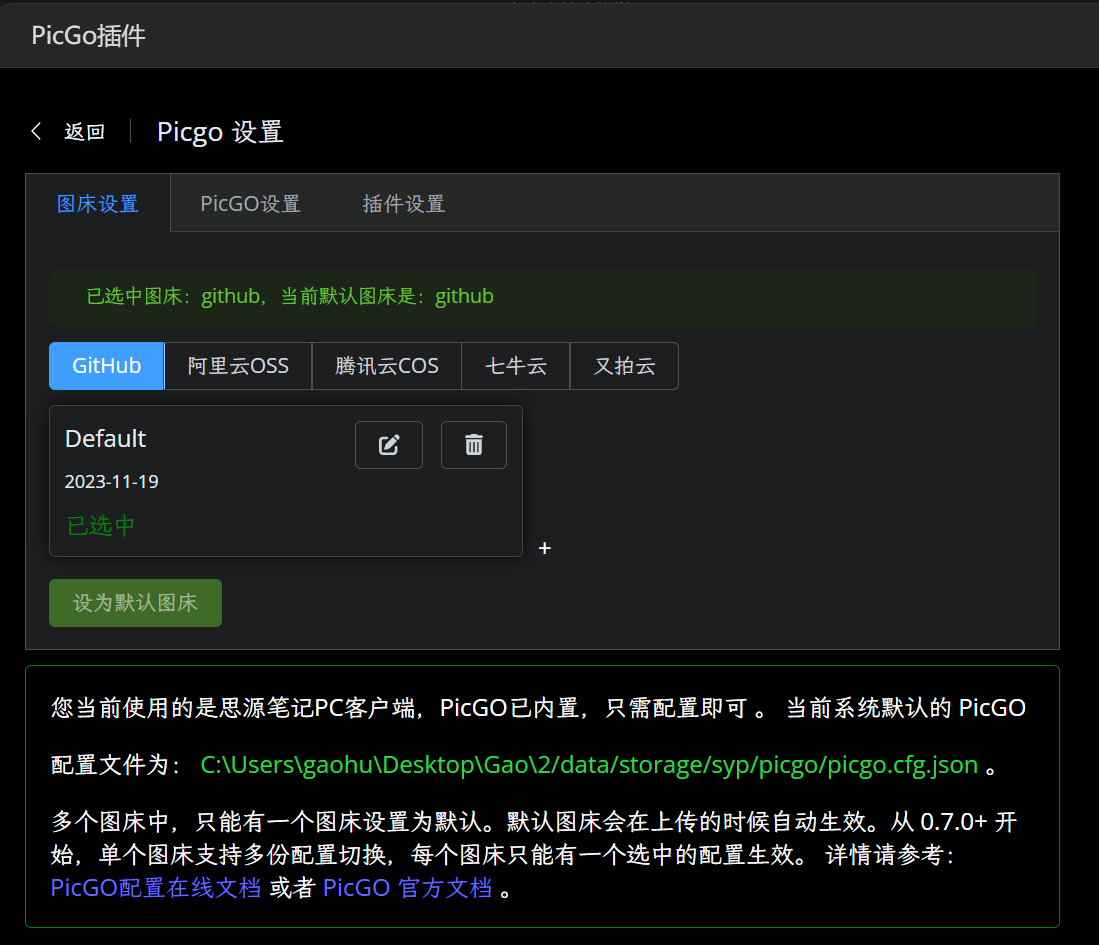 PicGo插件
返回
Picgo 设置
图床设置 PicGO设置 插件设置
已选中图床：github，当前默认图床是：github
GitHub 阿里云OSS 腾讯云COS 七牛云 又拍云
Default
2023-11-19
已选中
+
设为默认图床
您当前使用的是思源笔记PC客户端，PicGO已内置，只需配置即可 。 当前系统默认的 PicGO
配置文件为： C:\Users\gaohu\Desktop\Gao\2/data/storage/syp/picgo/picgo.cfg.json 。
多个图床中，只能有一个图床设置为默认。默认图床会在上传的时候自动生效。从 0.7.0+ 开
始，单个图床支持多份配置切换，每个图床只能有一个选中的配置生效。 详情请参考：
PicGO配置在线文档 或者 PicGO 官方文档 。